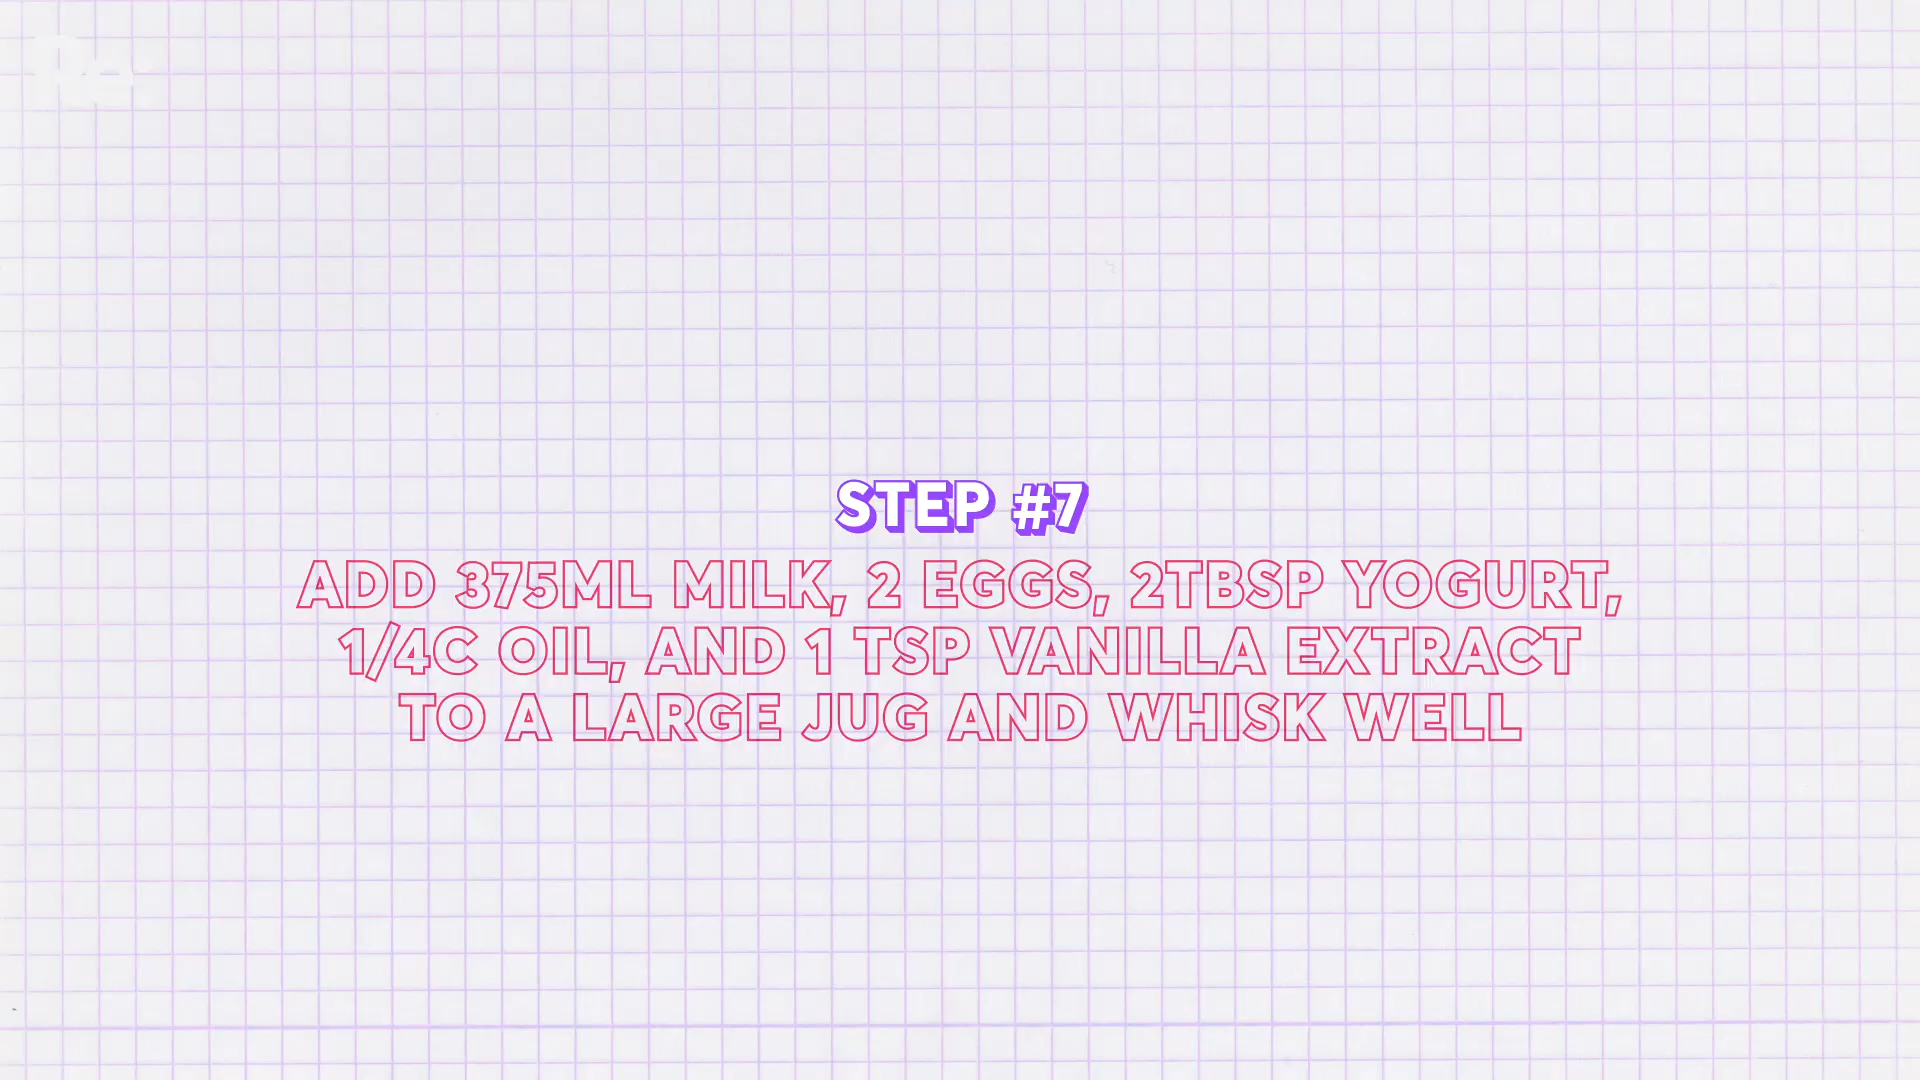 STEP #7
ADD 375ML MILK, 2 EGGS, 2TBSP YOGURT,
1/4C OIL, AND 1 TSP VANILLA EXTRACT
TO A LARGE JUG AND WHISK WELL